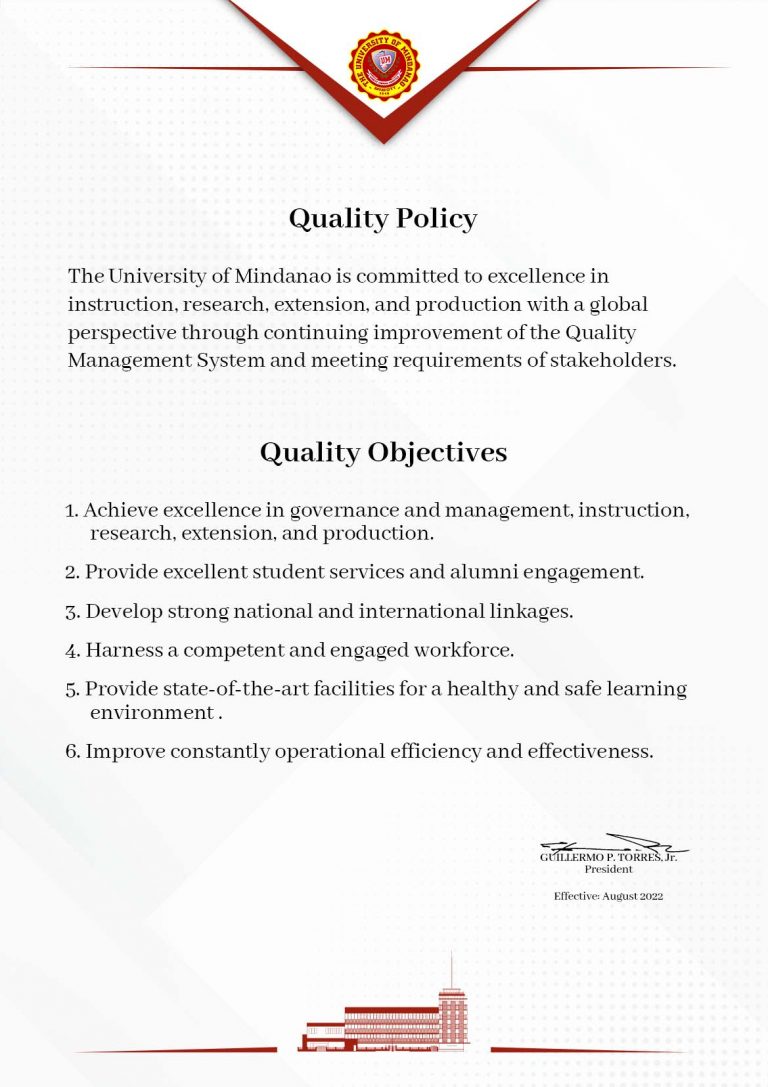 THE UNIVERSITY OF MINDANAO
UM
1946
Quality Policy
The University of Mindanao is committed to excellence in
instruction, research, extension, and production with a global
perspective through continuing improvement of the Quality
Management System and meeting requirements of stakeholders.
Quality Objectives
1. Achieve excellence in governance and management, instruction,
research, extension, and production.
2. Provide excellent student services and alumni engagement.
3. Develop strong national and international linkages.
4. Harness a competent and engaged workforce.
5. Provide state-of-the-art facilities for a healthy and safe learning
environment .
6. Improve constantly operational efficiency and effectiveness.
GUILLERMO P. TORRES, Jr.
President
Effective: August 2022